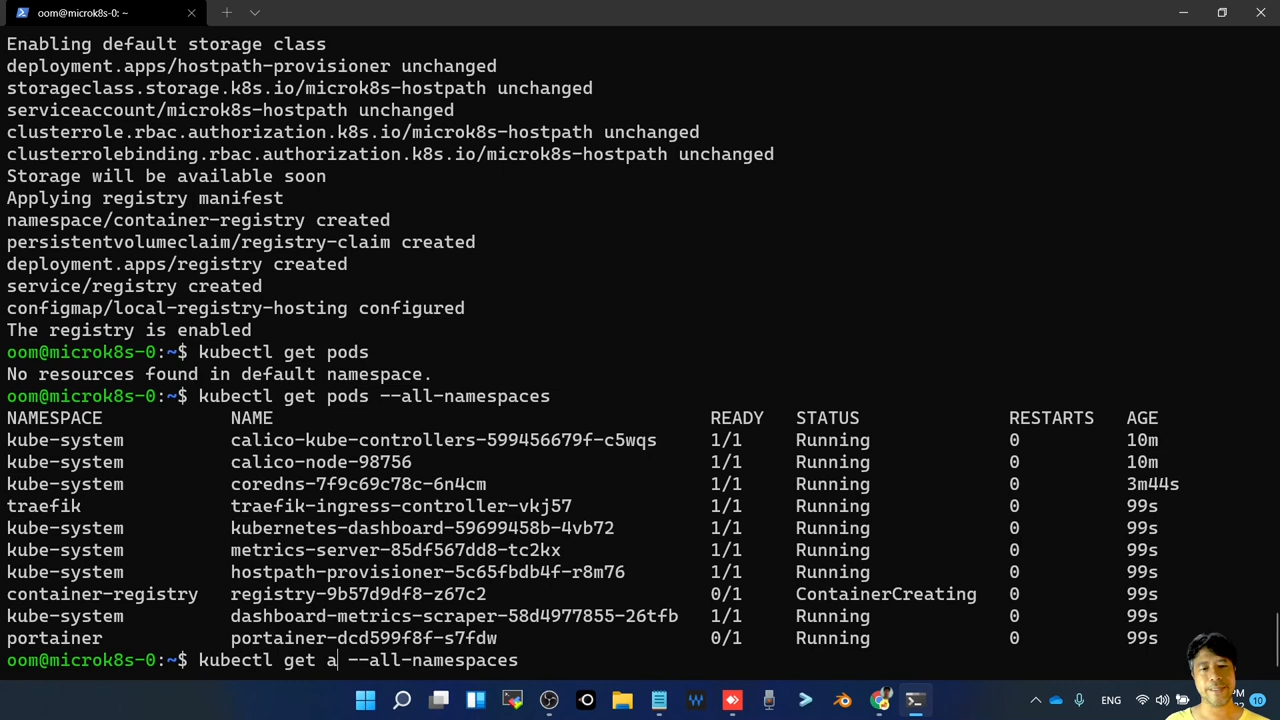 oom@microk8s-0: ~
Enabling default storage class
deployment.apps/hostpath-provisioner unchanged
storageclass.storage.k8s.io/microk8s-hostpath unchanged
serviceaccount/microk8s-hostpath unchanged
clusterrole.rbac.authorization.k8s.io/microk8s-hostpath unchanged
clusterrolebinding.rbac.authorization.k8s.io/microk8s-hostpath unchanged
Storage will be available soon
Applying registry manifest
namespace/container-registry created
persistentvolumeclaim/registry-claim created
deployment.apps/registry created
service/registry created
configmap/local-registry-hosting configured
The registry is enabled
oom@microk8s-0:~$ kubectl get pods
No resources found in default namespace.
oom@microk8s-0:~$ kubectl get pods --all-namespaces
NAMESPACE NAME READY STATUS RESTARTS AGE
kube-system calico-kube-controllers-599456679f-c5wqs 1/1 Running 0 10m
kube-system calico-node-98756 1/1 Running 0 10m
kube-system coredns-7f9c69c78c-6n4cm 1/1 Running 0 3m44s
traefik traefik-ingress-controller-vkj57 1/1 Running 0 99s
kube-system kubernetes-dashboard-59699458b-4vb72 1/1 Running 0 99s
kube-system metrics-server-85df567dd8-tc2kx 1/1 Running 0 99s
kube-system hostpath-provisioner-5c65fbdb4f-r8m76 1/1 Running 0 99s
container-registry registry-9b57d9df8-z67c2 0/1 ContainerCreating 0 99s
kube-system dashboard-metrics-scraper-58d4977855-26tfb 1/1 Running 0 99s
portainer portainer-dcd599f8f-s7fdw 0/1 Running 0 99s
oom@microk8s-0:~$ kubectl get a --all-namespaces
ENG
10